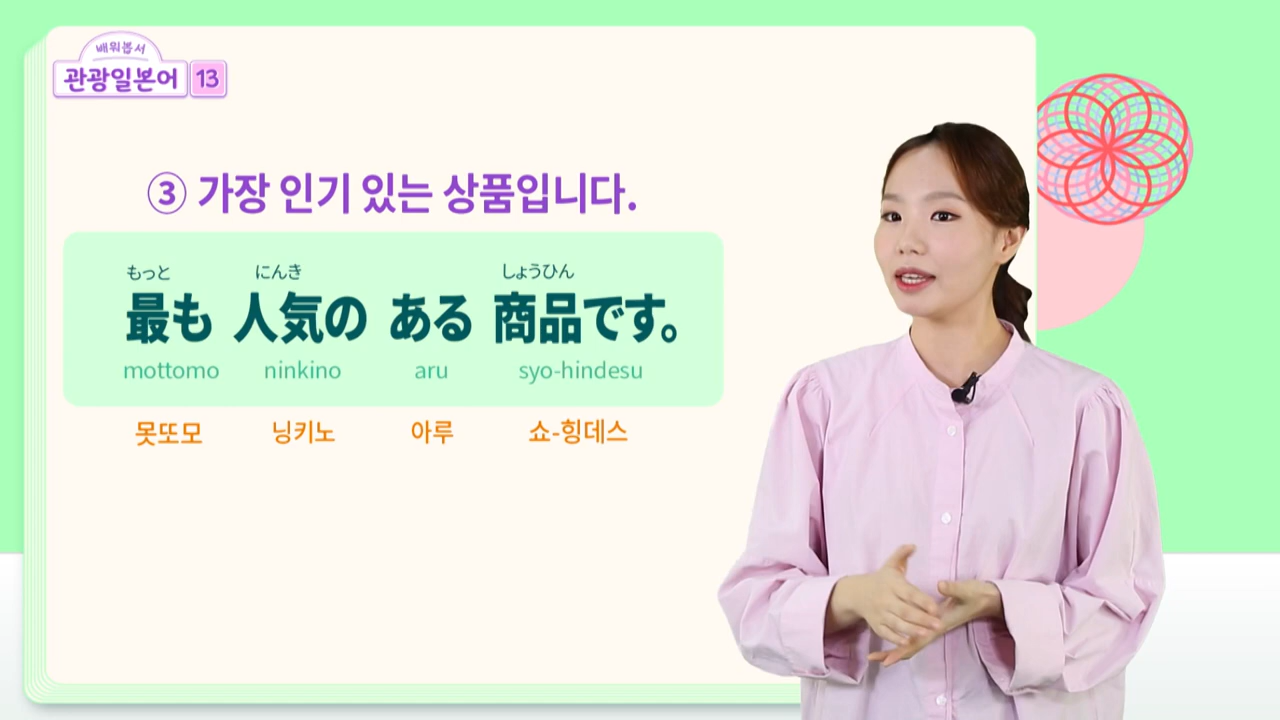 배워봅서
관광일본어 13
③ 가장 인기 있는 상품입니다.
もっと にんき しょうひん
最も 人気の ある 商品です。
mottomo ninkino aru syo-hindesu
못또모 닝키노 아루 쇼-힝데스